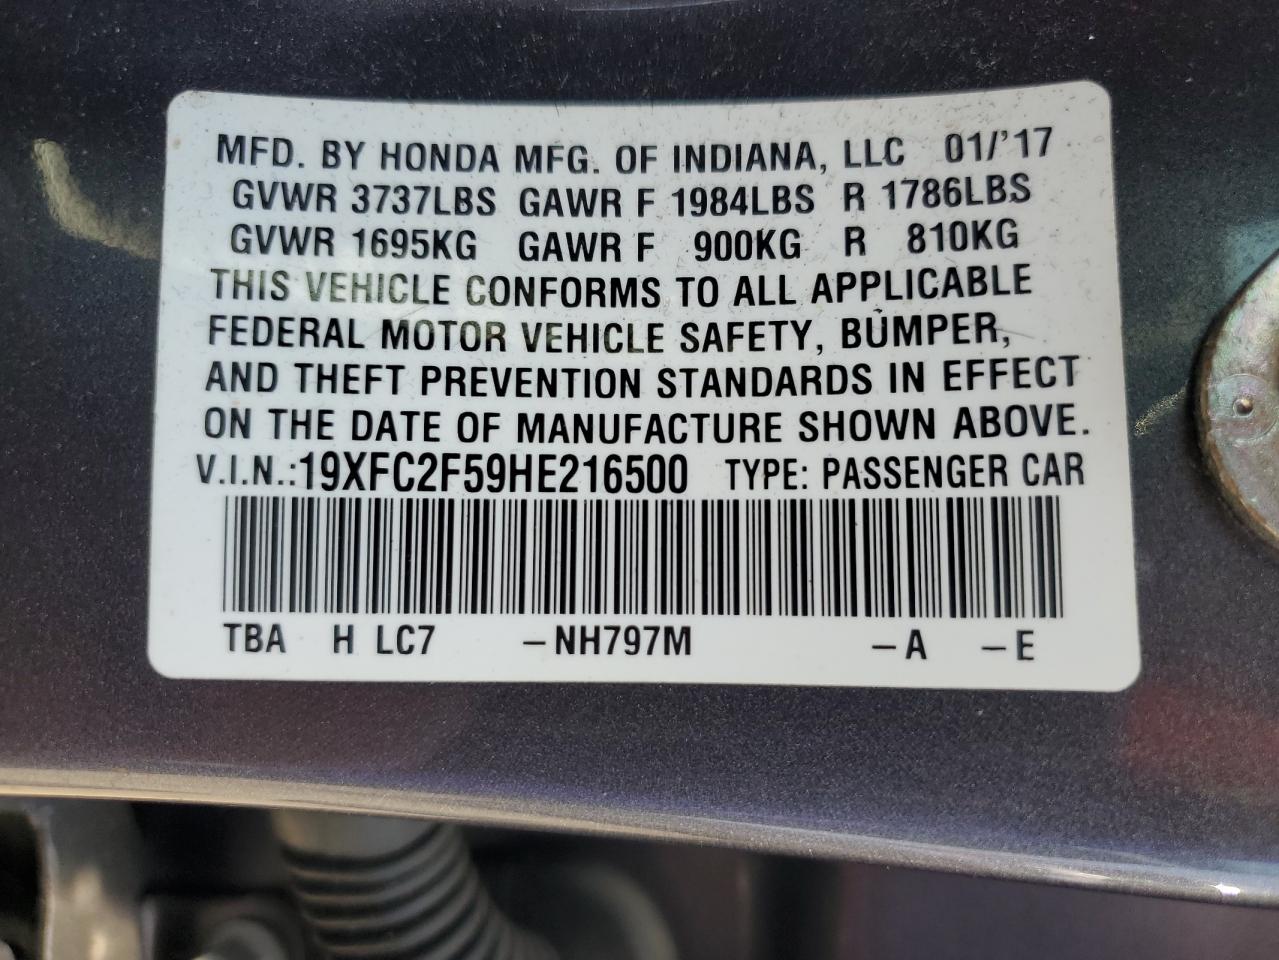 MFD. BY HONDA MFG. OF INDIANA, LLC 01/'17
GVWR 3737LBS GAWR F 1984LBS R 1786LBS
GVWR 1695KG GAWR F 900KG R 810KG
THIS VEHICLE CONFORMS TO ALL APPLICABLE
FEDERAL MOTOR VEHICLE SAFETY, BUMPER,
AND THEFT PREVENTION STANDARDS IN EFFECT
ON THE DATE OF MANUFACTURE SHOWN ABOVE.
V.I.N.:19XFC2F59HE216500 TYPE: PASSENGER CAR
TBA H LC7 -NH797M -A -E